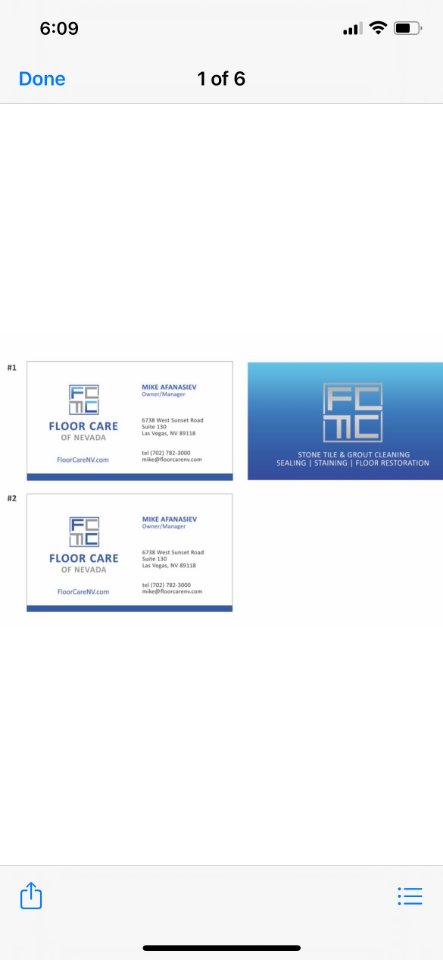 6:09
Done
1 of 6
#1
FC
TC
FLOOR CARE
OF NEVADA
FloorCareNV.com
MIKE AFANASIEV
Owner/Manager
6738 West Sunset Road
Suite 130
Las Vegas, NV 89118
tel (702) 782-3000
mike@floorcarenv.com
FC
TC
STONE TILE & GROUT CLEANING
SEALING | STAINING | FLOOR RESTORATION
#2
FC
TC
FLOOR CARE
OF NEVADA
FloorCareNV.com
MIKE AFANASIEV
Owner/Manager
6738 West Sunset Road
Suite 130
Las Vegas, NV 89118
tel (702) 782-3000
mike@floorcarenv.com